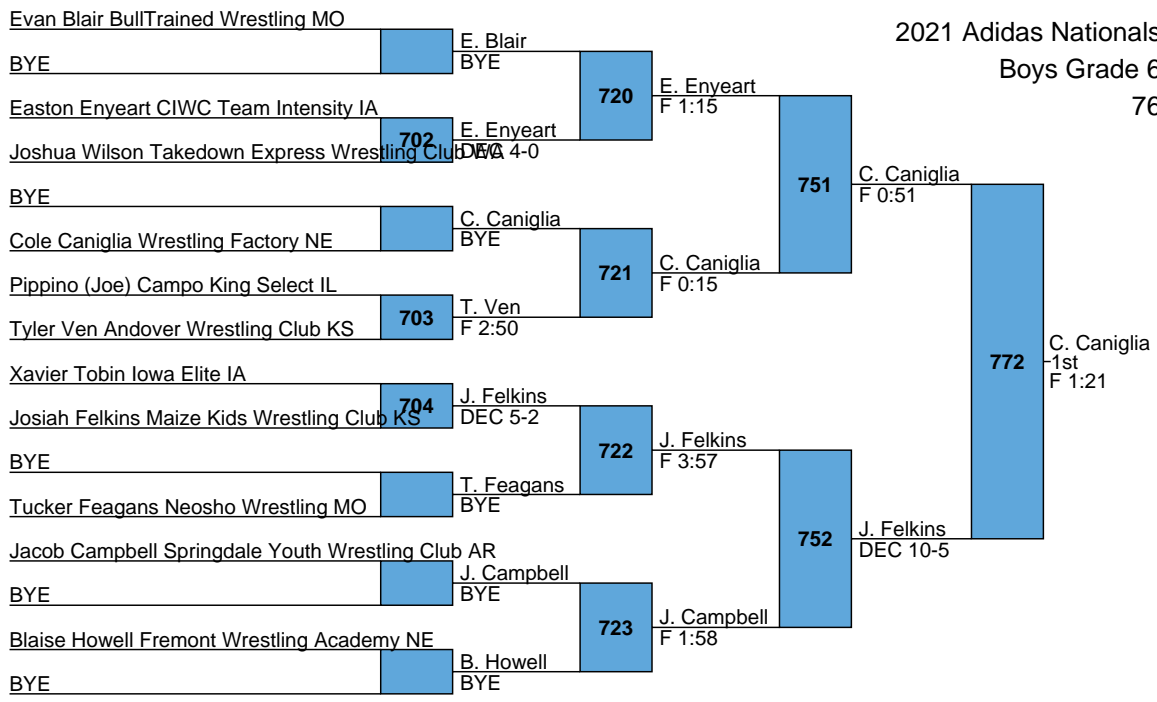 Evan Blair BullTrained Wrestling MO
BYE
Easton Enyeart CIWC Team Intensity IA
Joshua Wilson Takedown Express Wrestling Club WA
BYE
Cole Caniglia Wrestling Factory NE
Pippino (Joe) Campo King Select IL
Tyler Ven Andover Wrestling Club KS
Xavier Tobin Iowa Elite IA
Josiah Felkins Maize Kids Wrestling Club KS
BYE
Tucker Feagans Neosho Wrestling MO
Jacob Campbell Springdale Youth Wrestling Club AR
BYE
Blaise Howell Fremont Wrestling Academy NE
BYE
702
703
704
E. Blair
BYE
E. Enyeart
DEC 4-0
C. Caniglia
BYE
T. Ven
F 2:50
J. Felkins
DEC 5-2
T. Feagans
BYE
J. Campbell
BYE
B. Howell
BYE
720
721
722
723
E. Enyeart
F 1:15
C. Caniglia
F 0:15
J. Felkins
F 3:57
J. Campbell
F 1:58
751
752
C. Caniglia
F 0:51
J. Felkins
DEC 10-5
772
C. Caniglia
1st
F 1:21
2021 Adidas Nationals
Boys Grade 6
76